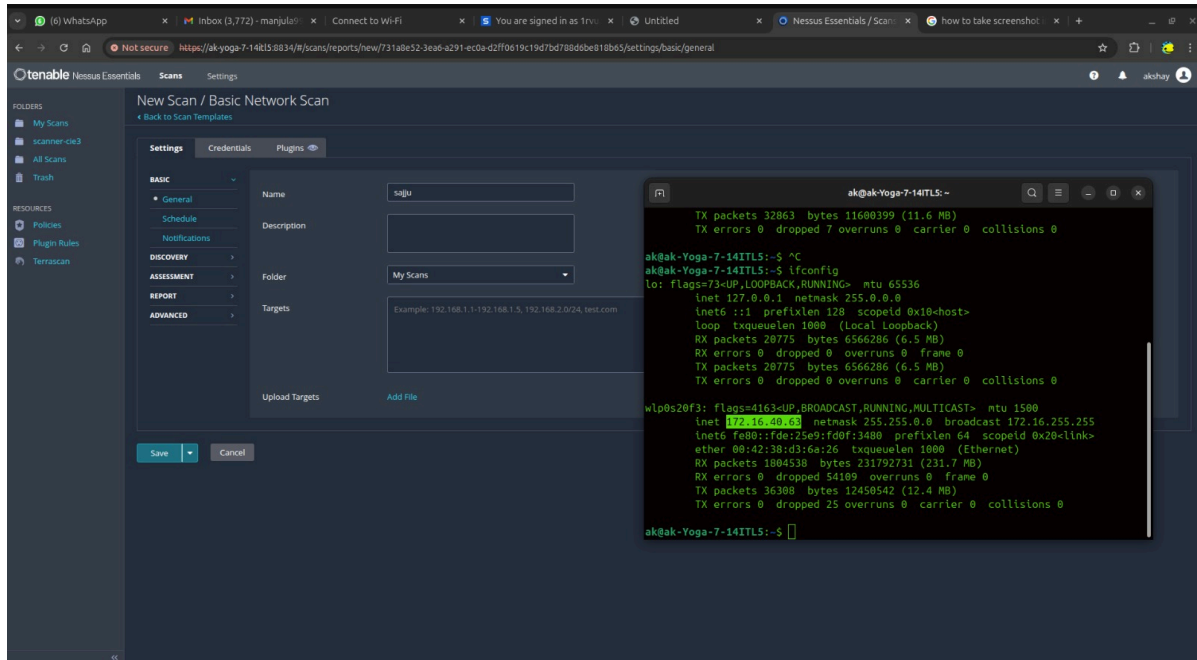 (6) WhatsApp
Inbox (3,772) - manjula9
Connect to Wi-Fi
You are signed in as 1rvu
Untitled
Nessus Essentials / Scans
how to take screenshot
Not secure https://ak-yoga-7-14itl5:8834/#/scans/reports/new/731a8e52-3ea6-a291-ec0a-d2ff0619c19d7bd788d6be818b65/settings/basic/general
tenable Nessus Essentials Scans Settings
akshay
FOLDERS
My Scans
scanner-cie3
All Scans
Trash
RESOURCES
Policies
Plugin Rules
Terrascan
New Scan / Basic Network Scan
Back to Scan Templates
Settings Credentials Plugins
BASIC
General
Schedule
Notifications
DISCOVERY
ASSESSMENT
REPORT
ADVANCED
Name sajju
Description
Folder My Scans
Targets Example: 192.168.1.1-192.168.1.5, 192.168.2.0/24, test.com
Upload Targets Add File
Save Cancel
ak@ak-Yoga-7-14ITL5: ~
TX packets 32863 bytes 11600399 (11.6 MB)
TX errors 0 dropped 7 overruns 0 carrier 0 collisions 0
ak@ak-Yoga-7-14ITL5:~$ ^C
ak@ak-Yoga-7-14ITL5:~$ ifconfig
lo: flags=73<UP,LOOPBACK,RUNNING> mtu 65536
inet 127.0.0.1 netmask 255.0.0.0
inet6 ::1 prefixlen 128 scopeid 0x10<host>
loop txqueuelen 1000 (Local Loopback)
RX packets 20775 bytes 6566286 (6.5 MB)
RX errors 0 dropped 0 overruns 0 frame 0
TX packets 20775 bytes 6566286 (6.5 MB)
TX errors 0 dropped 0 overruns 0 carrier 0 collisions 0
wlp0s20f3: flags=4163<UP,BROADCAST,RUNNING,MULTICAST> mtu 1500
inet 172.16.40.63 netmask 255.255.0.0 broadcast 172.16.255.255
inet6 fe80::fde:25e9:fd0f:3480 prefixlen 64 scopeid 0x20<link>
ether 00:42:38:d3:6a:26 txqueuelen 1000 (Ethernet)
RX packets 1804538 bytes 231792731 (231.7 MB)
RX errors 0 dropped 54109 overruns 0 frame 0
TX packets 36308 bytes 12450542 (12.4 MB)
TX errors 0 dropped 25 overruns 0 carrier 0 collisions 0
ak@ak-Yoga-7-14ITL5:~$